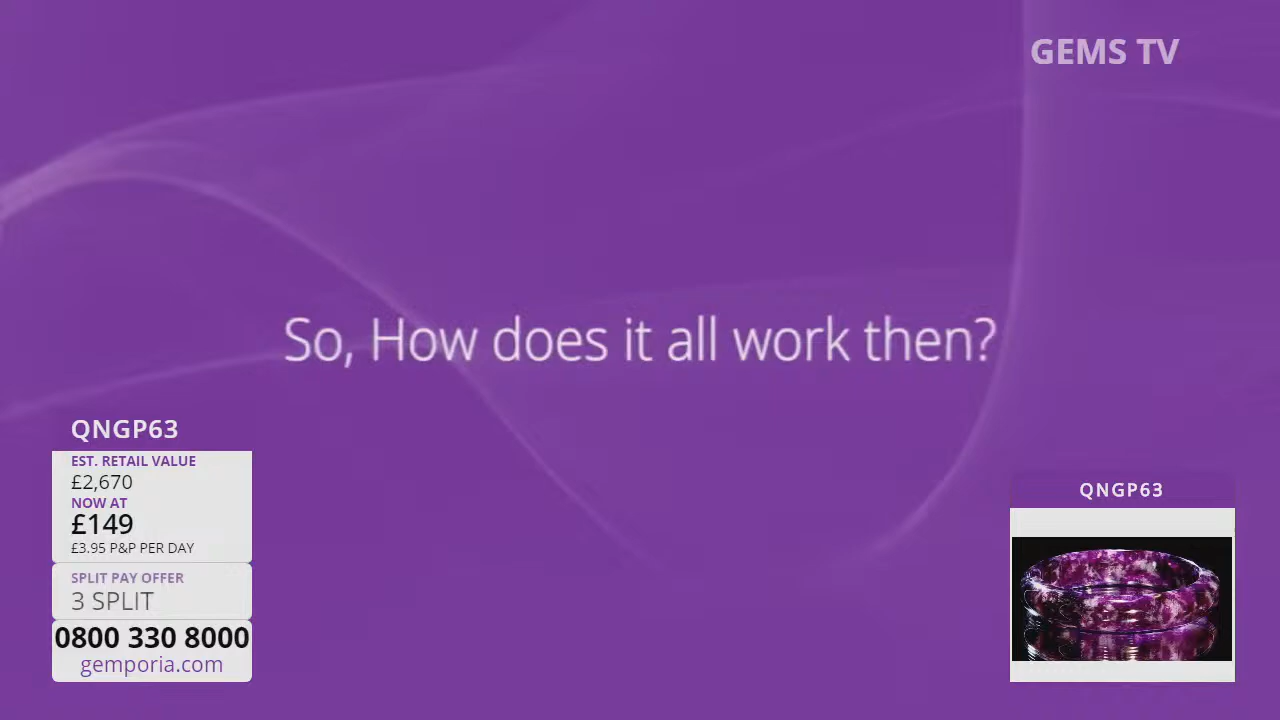 GEMS TV
So, How does it all work then?
QNGP63
EST. RETAIL VALUE
£2,670
NOW AT
£149
£3.95 P&P PER DAY
SPLIT PAY OFFER
3 SPLIT
0800 330 8000
gemporia.com
QNGP63